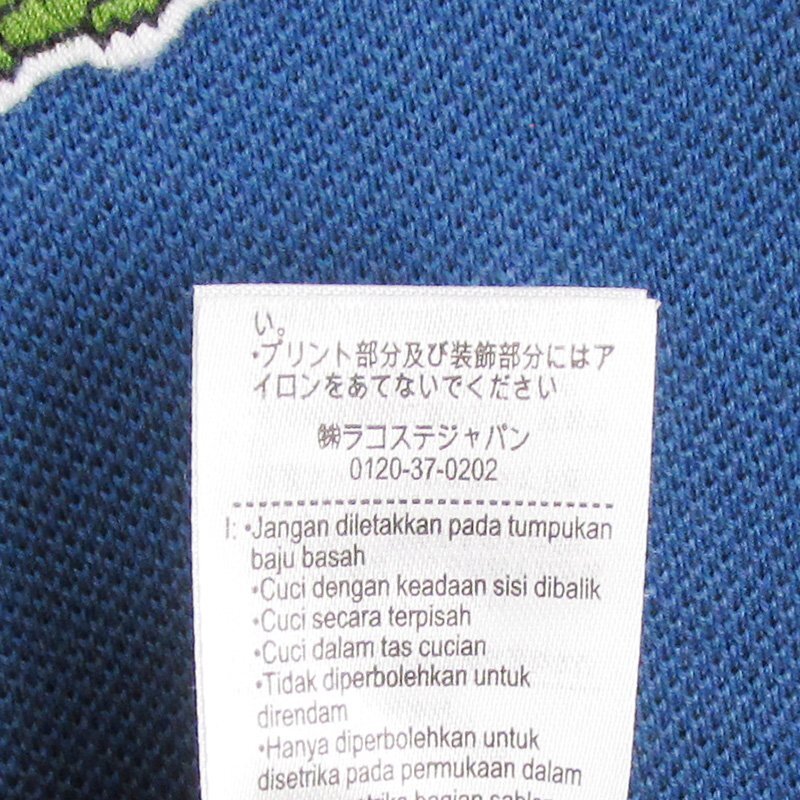 い。
•プリント部分及び装飾部分にはア
イロンをあてないでください
㈱ラコステジャパン
0120-37-0202
I: •Jangan diletakkan pada tumpukan
baju basah
•Cuci dengan keadaan sisi dibalik
•Cuci secara terpisah
•Cuci dalam tas cucian
•Tidak diperbolehkan untuk
direndam
•Hanya diperbolehkan untuk
disetrika pada permukaan dalam
bagian